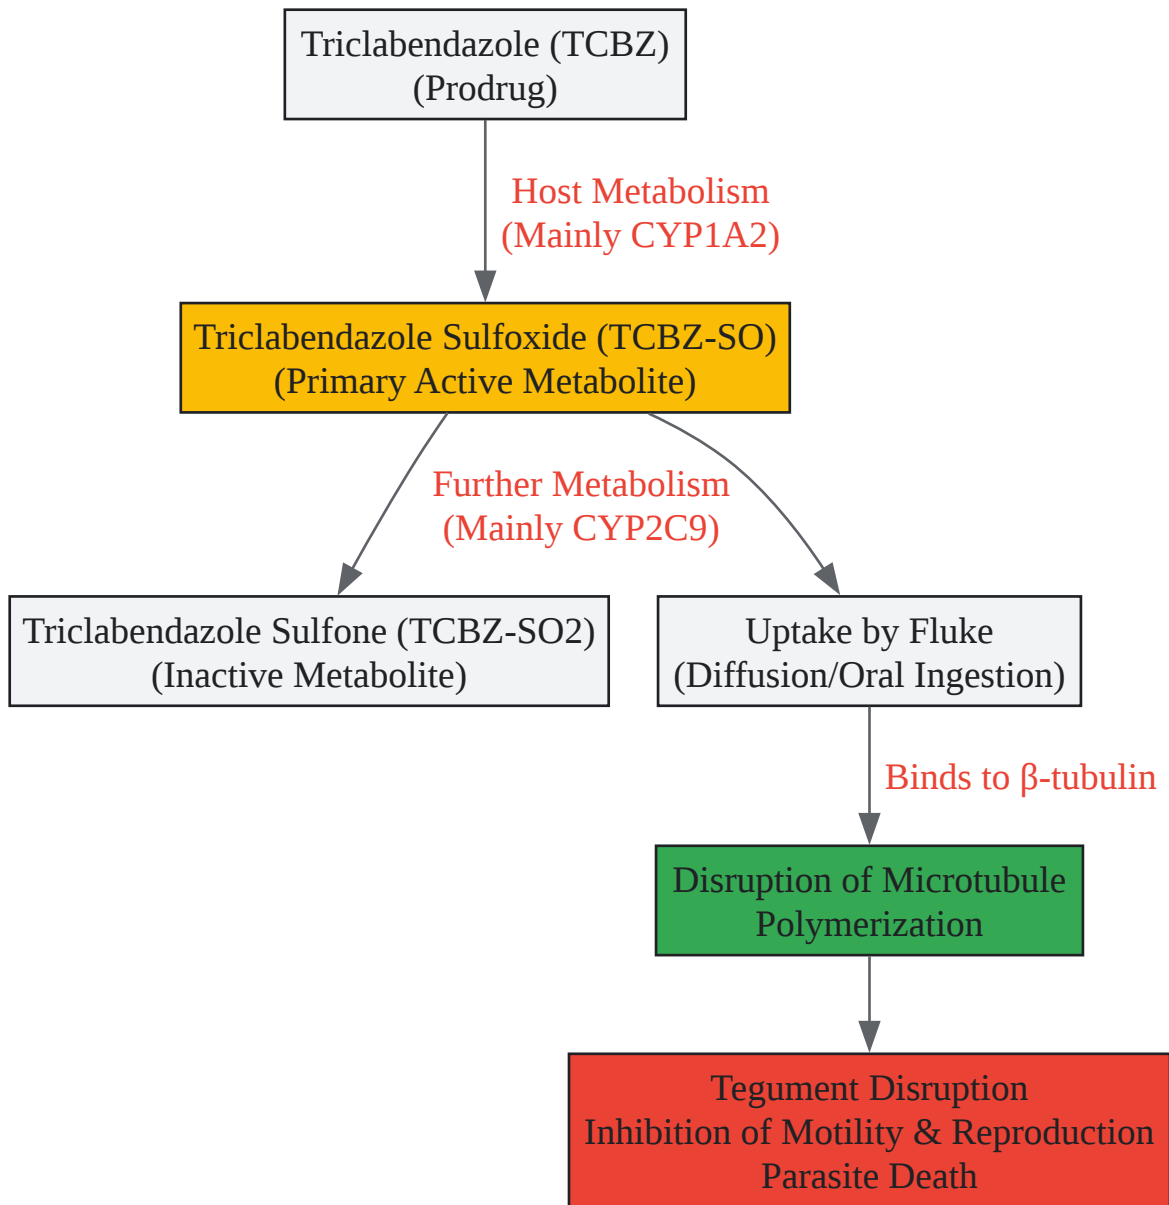 Triclabendazole (TCBZ)
(Prodrug)
Host Metabolism
(Mainly CYP1A2)
Triclabendazole Sulfoxide (TCBZ-SO)
(Primary Active Metabolite)
Further Metabolism
(Mainly CYP2C9)
Triclabendazole Sulfone (TCBZ-SO2)
(Inactive Metabolite)
Uptake by Fluke
(Diffusion/Oral Ingestion)
Binds to β-tubulin
Disruption of Microtubule
Polymerization
Tegument Disruption
Inhibition of Motility & Reproduction
Parasite Death